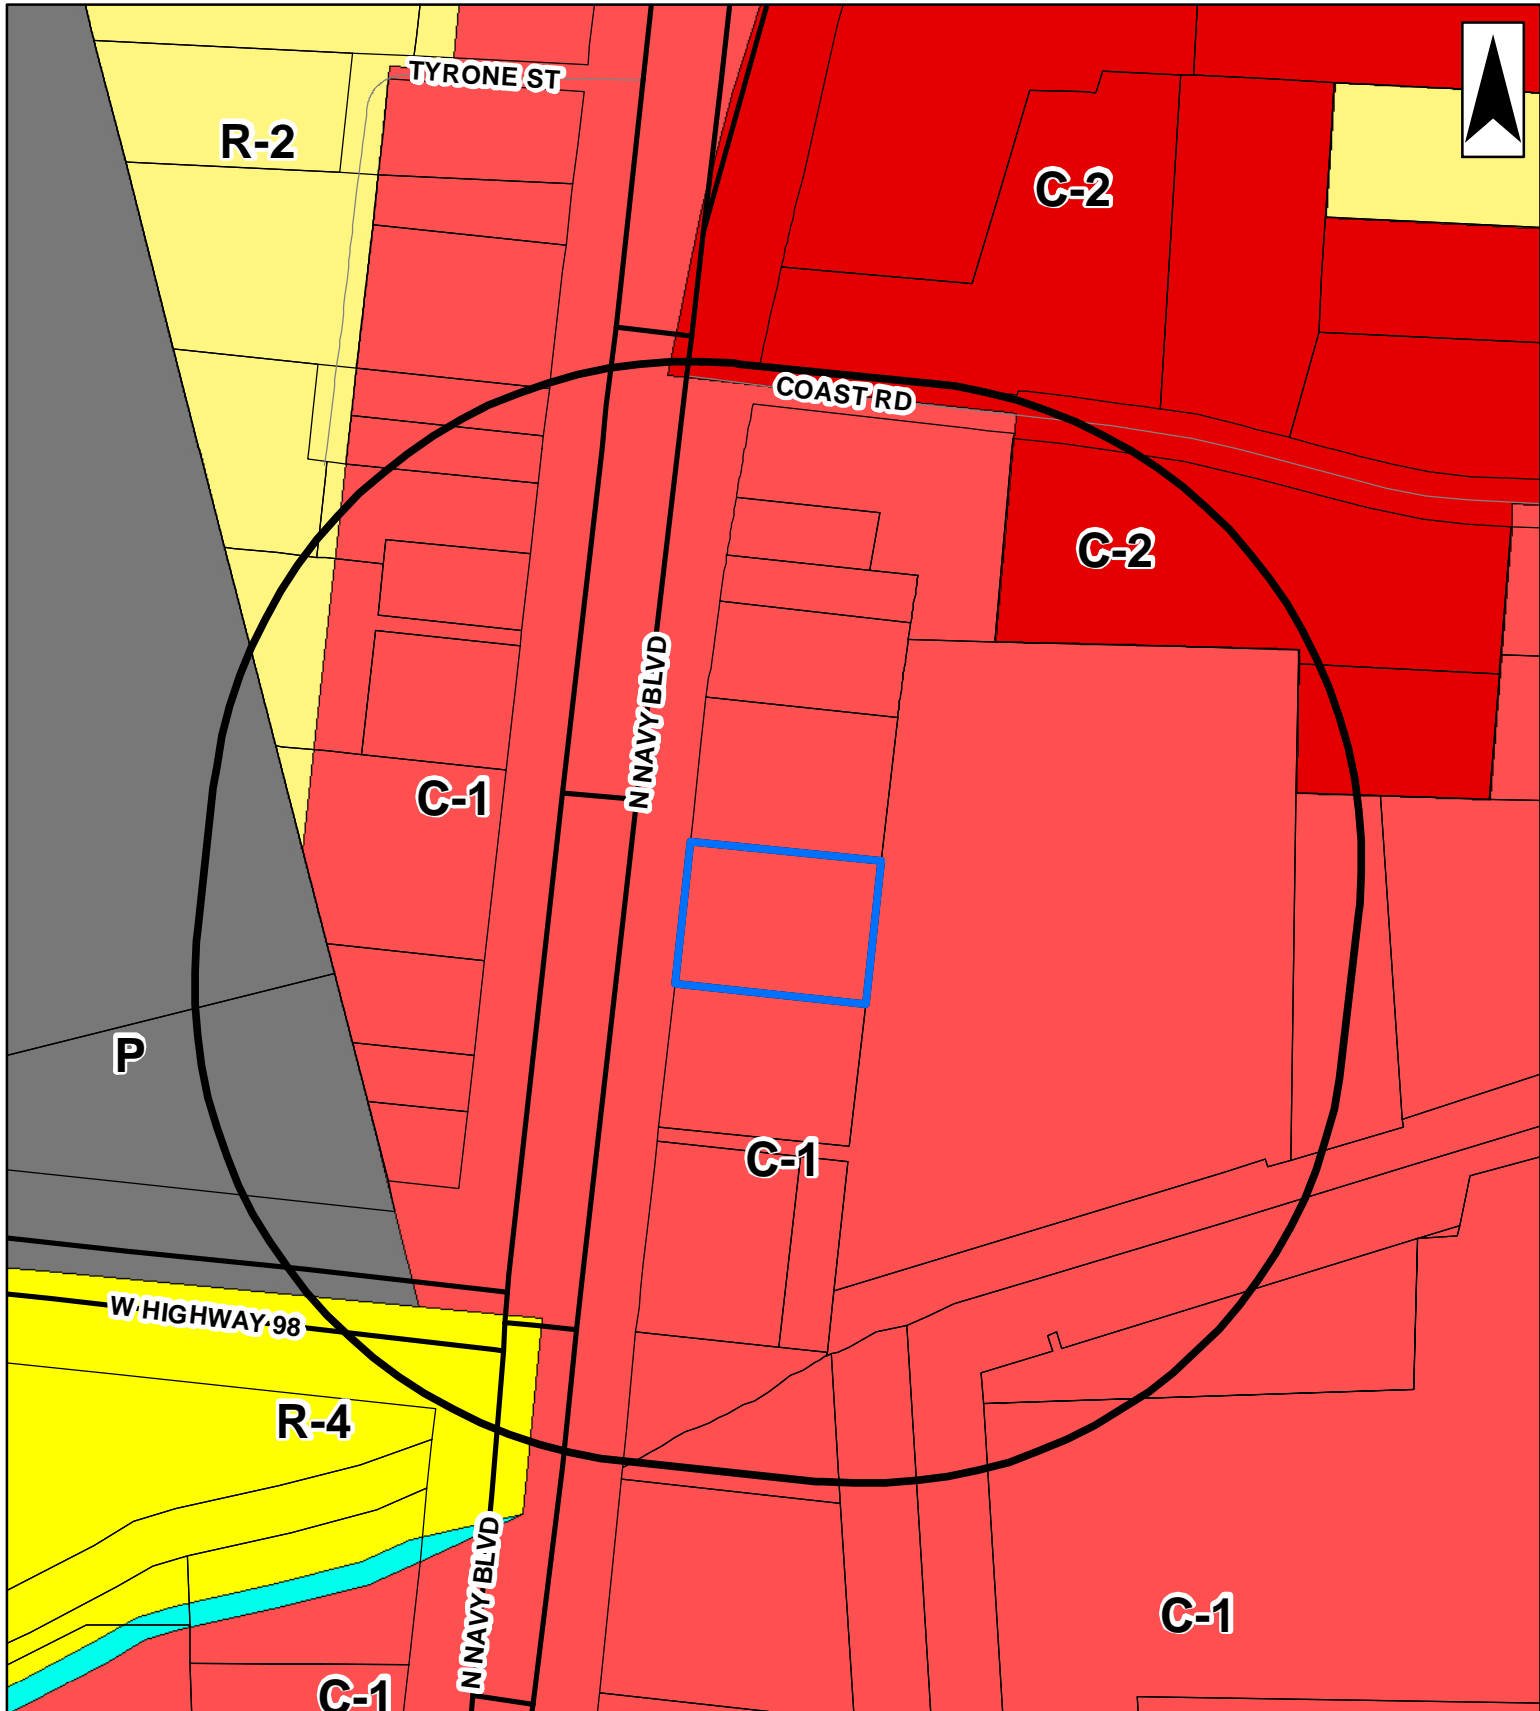 TYRONE ST
R-2
C-2
COAST RD
C-2
N NAVY BLVD
C-1
P
C-1
W HIGHWAY 98
R-4
N NAVY BLVD
C-1
C-1